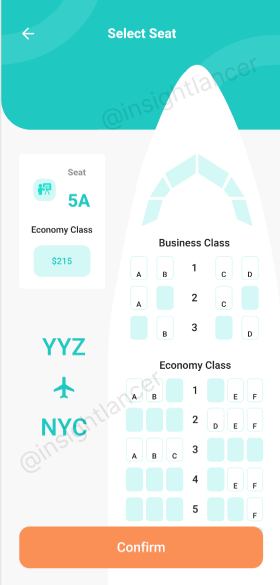 Select Seat
@insightlancer
Seat
5A
Economy Class
$215
YYZ
NYC
@insightlancer
Business Class
A B 1 C D
A 2 C
B 3 D
Economy Class
A B 1 E F
2 D E F
A B C 3
4 E F
5 F
Confirm